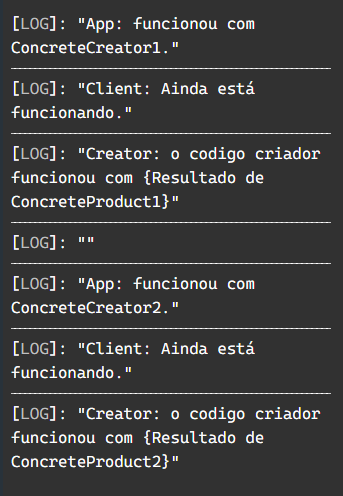 [LOG]: "App: funcionou com
ConcreteCreator1."
[LOG]: "Client: Ainda está
funcionando."
[LOG]: "Creator: o codigo criador
funcionou com {Resultado de
ConcreteProduct1}"
[LOG]: ""
[LOG]: "App: funcionou com
ConcreteCreator2."
[LOG]: "Client: Ainda está
funcionando."
[LOG]: "Creator: o codigo criador
funcionou com {Resultado de
ConcreteProduct2}"